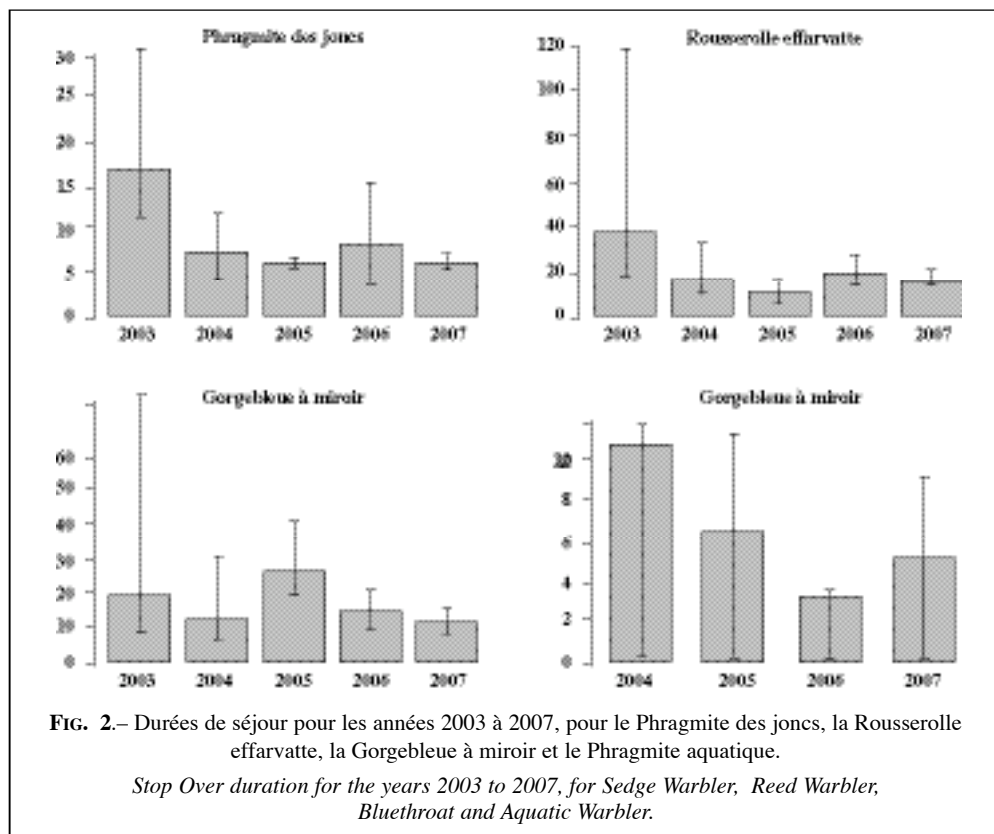 Phragmite des joncs
30
25
20
15
10
5
0
2003 2004 2005 2006 2007
Rousserolle effarvatte
120
100
80
60
40
20
0
2003 2004 2005 2006 2007
Gorgebleue à miroir
60
50
40
30
20
10
0
2003 2004 2005 2006 2007
Gorgebleue à miroir
8
6
4
2
0
2004 2005 2006 2007
FIG. 2.– Durées de séjour pour les années 2003 à 2007, pour le Phragmite des joncs, la Rousserolle
effarvatte, la Gorgebleue à miroir et le Phragmite aquatique.
Stop Over duration for the years 2003 to 2007, for Sedge Warbler, Reed Warbler,
Bluethroat and Aquatic Warbler.